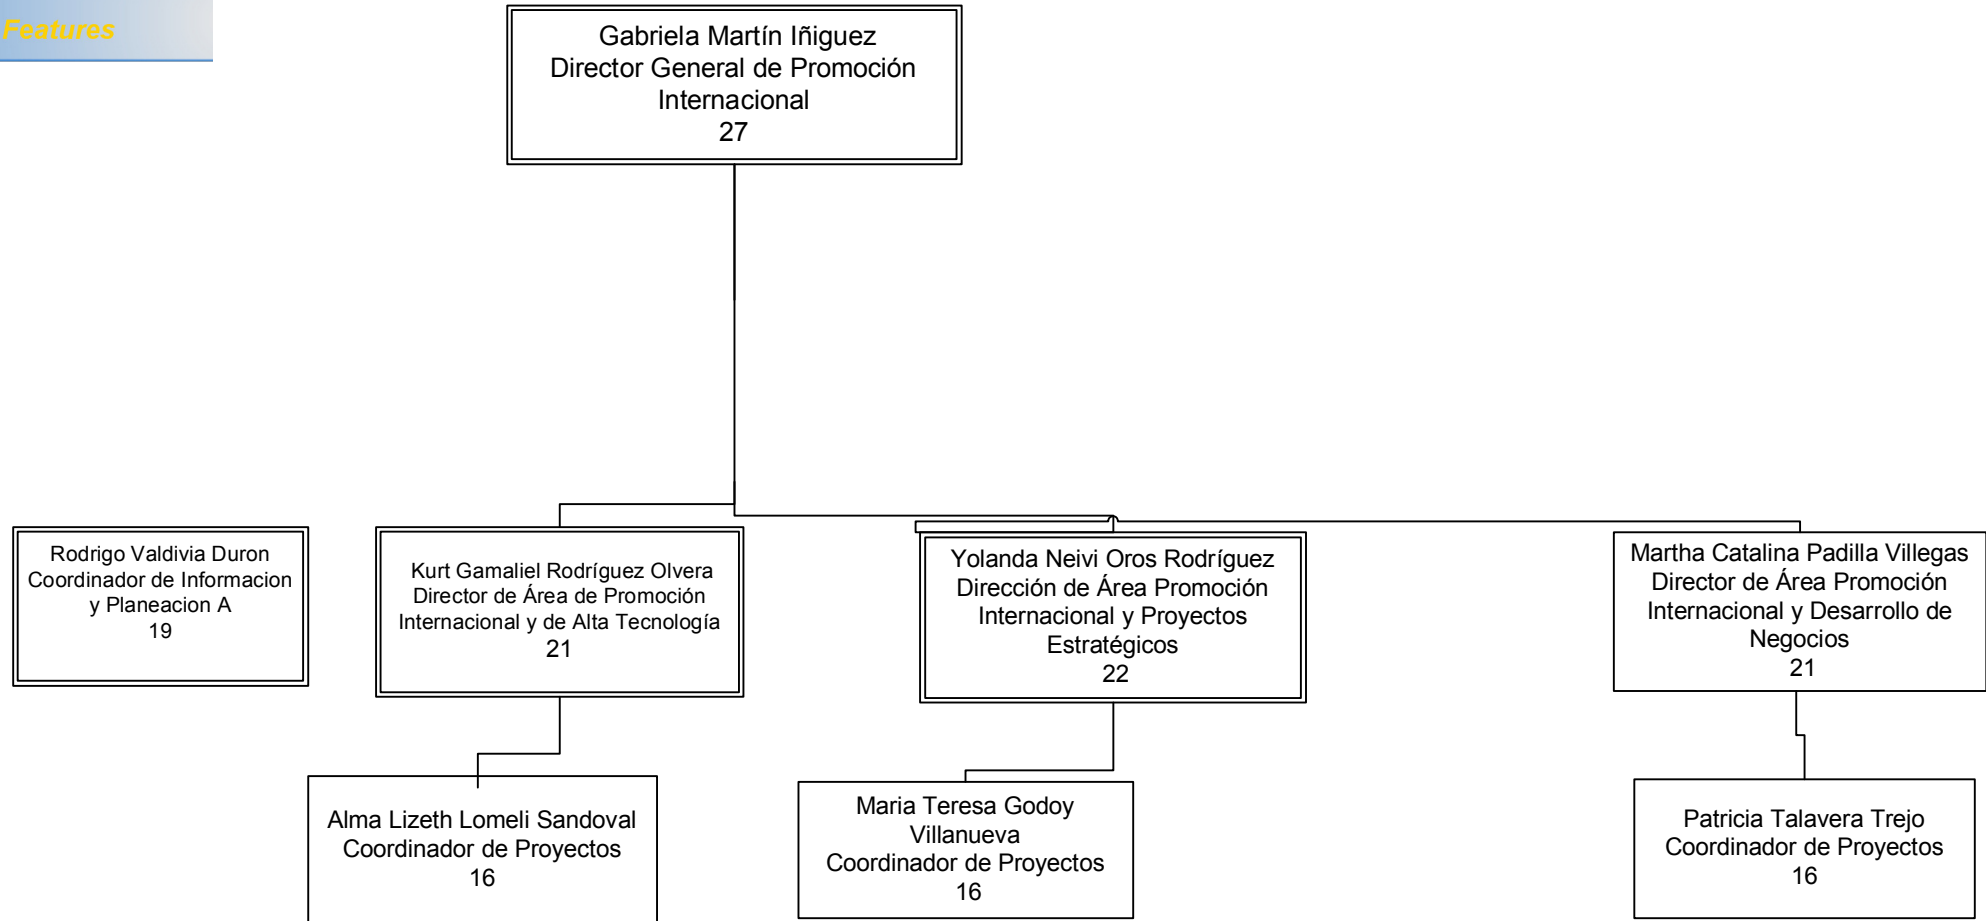 Features
Gabriela Martín Iñiguez
Director General de Promoción
Internacional
27
Rodrigo Valdivia Duron
Coordinador de Informacion
y Planeacion A
19
Kurt Gamaliel Rodríguez Olvera
Director de Área de Promoción
Internacional y de Alta Tecnología
21
Yolanda Neivi Oros Rodríguez
Dirección de Área Promoción
Internacional y Proyectos
Estratégicos
22
Martha Catalina Padilla Villegas
Director de Área Promoción
Internacional y Desarrollo de
Negocios
21
Alma Lizeth Lomeli Sandoval
Coordinador de Proyectos
16
Maria Teresa Godoy
Villanueva
Coordinador de Proyectos
16
Patricia Talavera Trejo
Coordinador de Proyectos
16